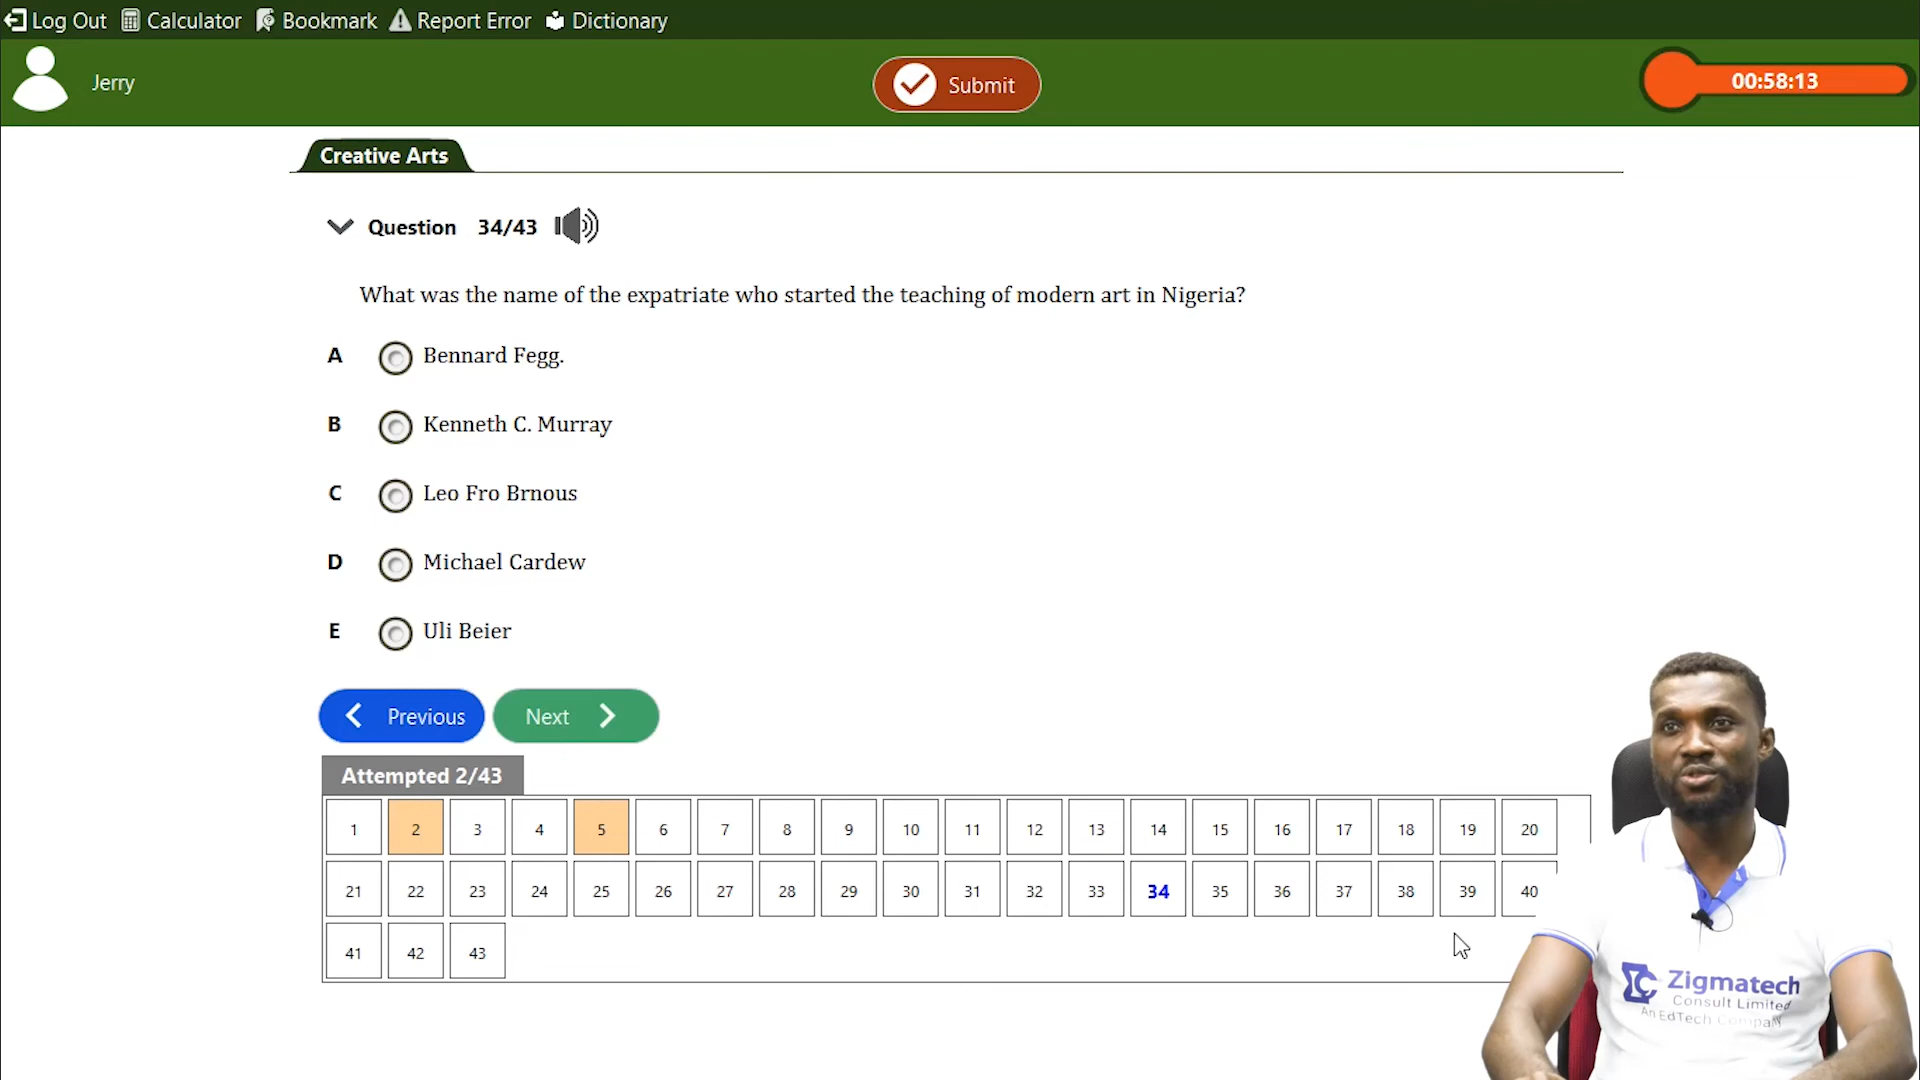 Log Out Calculator Bookmark Report Error Dictionary
Jerry
Submit
00:58:13
Creative Arts
Question 34/43
What was the name of the expatriate who started the teaching of modern art in Nigeria?
A Bennard Fegg.
B Kenneth C. Murray
C Leo Fro Brnous
D Michael Cardew
E Uli Beier
Previous Next
Attempted 2/43
1 2 3 4 5 6 7 8 9 10 11 12 13 14 15 16 17 18 19 20
21 22 23 24 25 26 27 28 29 30 31 32 33 34 35 36 37 38 39 40
41 42 43
Zigmatech
Consult Limited
An EdTech Company